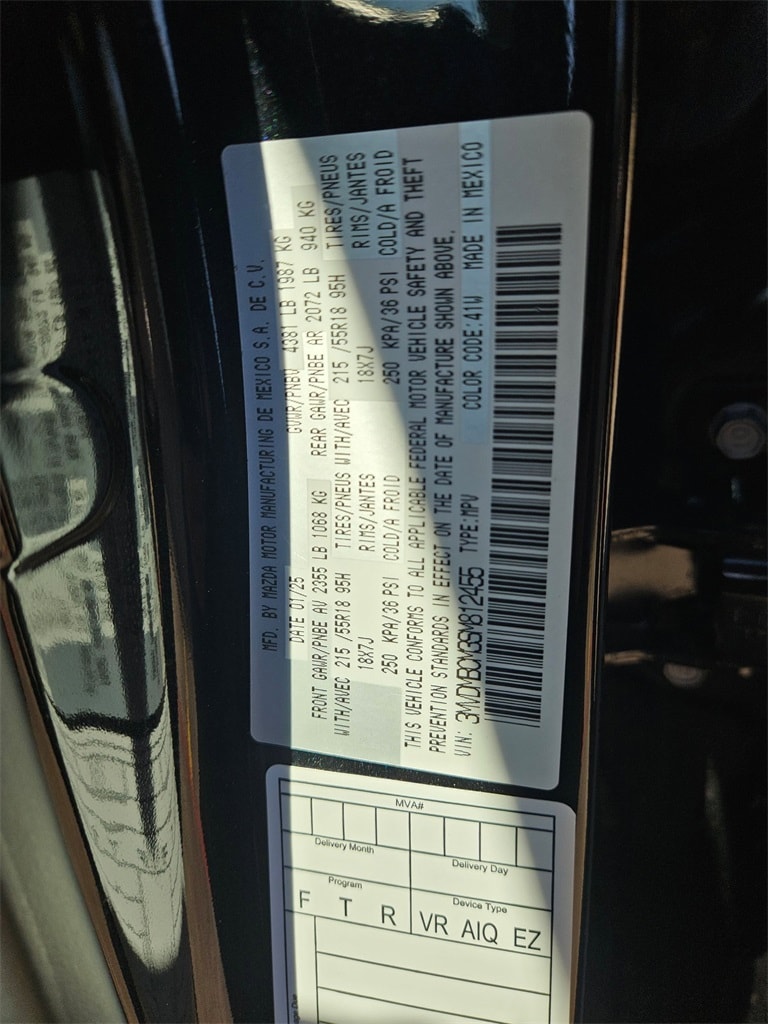 MFD. BY MAZDA MOTOR MANUFACTURING DE MEXICO S.A. DE C.V.
DATE 01/25 GVWR/PNBV 4381 LB 1987 KG
FRONT GAWR/PNBE AV 2355 LB 1068 KG REAR GAWR/PNBE AR 2072 LB 940 KG
WITH/AVEC 215 /55R18 95H TIRES/PNEUS WITH/AVEC 215 /55R18 95H TIRES/PNEUS
18X7J RIMS/JANTES 18X7J RIMS/JANTES
250 KPA/36 PSI COLD/A FROID 250 KPA/36 PSI COLD/A FROID
THIS VEHICLE CONFORMS TO ALL APPLICABLE FEDERAL MOTOR VEHICLE SAFETY AND THEFT
PREVENTION STANDARDS IN EFFECT ON THE DATE OF MANUFACTURE SHOWN ABOVE.
VIN: 3MVDMBCM3SM812455 TYPE:MPV COLOR CODE:41W MADE IN MEXICO
MVA#
Delivery Month Delivery Day
Program Device Type
F T R VR AIQ EZ